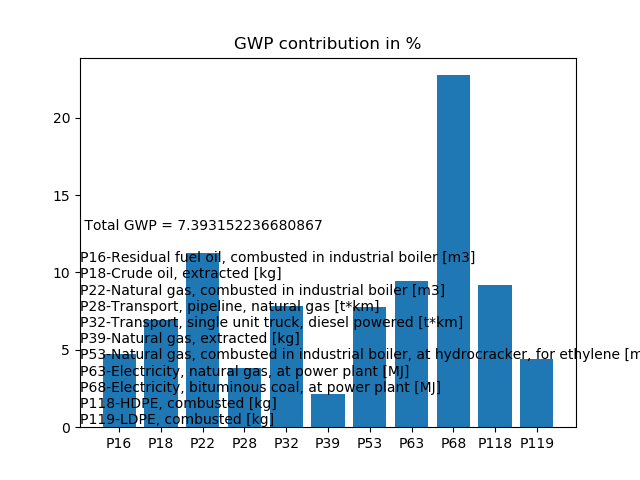 GWP contribution in %
20
15
Total GWP = 7.393152236680867
P16-Residual fuel oil, combusted in industrial boiler [m3]
10
P18-Crude oil, extracted [kg]
P22-Natural gas, combusted in industrial boiler [m3]
P28-Transport, pipeline, natural gas [t*km]
P32-Transport, single unit truck, diesel powered [t*km]
P39-Natural gas, extracted [kg]
5
P53-Natural gas, combusted in industrial boiler, at hydrocracker, for ethylene [m
P63-Electricity, natural gas, at power plant [MJ]
P68-Electricity, bituminous coal, at power plant [MJ]
P118-HDPE, combusted [kg]
P119-LDPE, combusted [kg]
0
P16 P18 P22 P28 P32 P39 P53 P63 P68 P118 P119